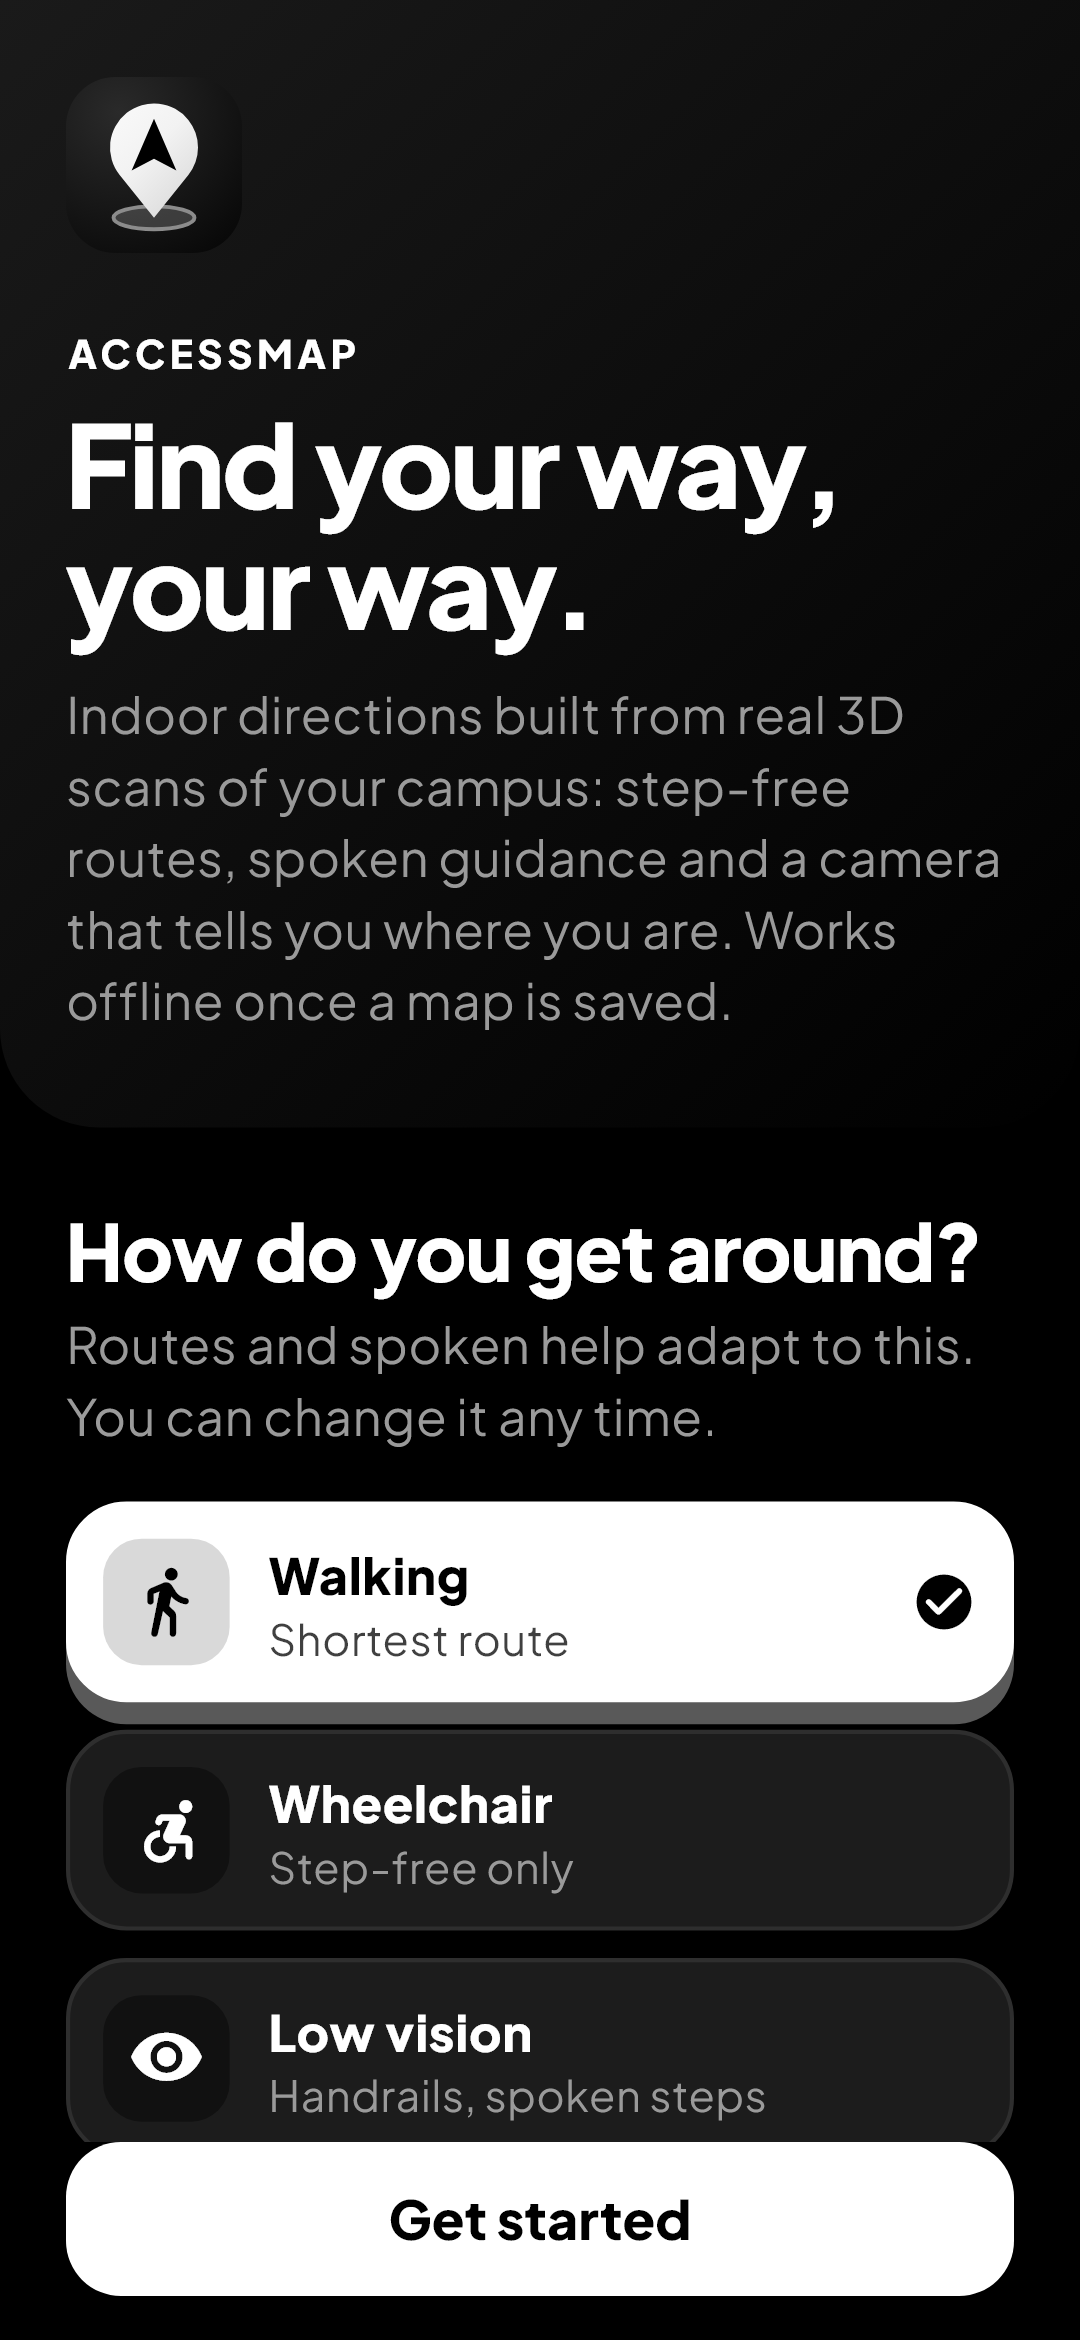 ACCESSMAP
Find your way,
your way.
Indoor directions built from real 3D
scans of your campus: step-free
routes, spoken guidance and a camera
that tells you where you are. Works
offline once a map is saved.
How do you get around?
Routes and spoken help adapt to this.
You can change it any time.
Walking
Shortest route
Wheelchair
Step-free only
Low vision
Handrails, spoken steps
Get started